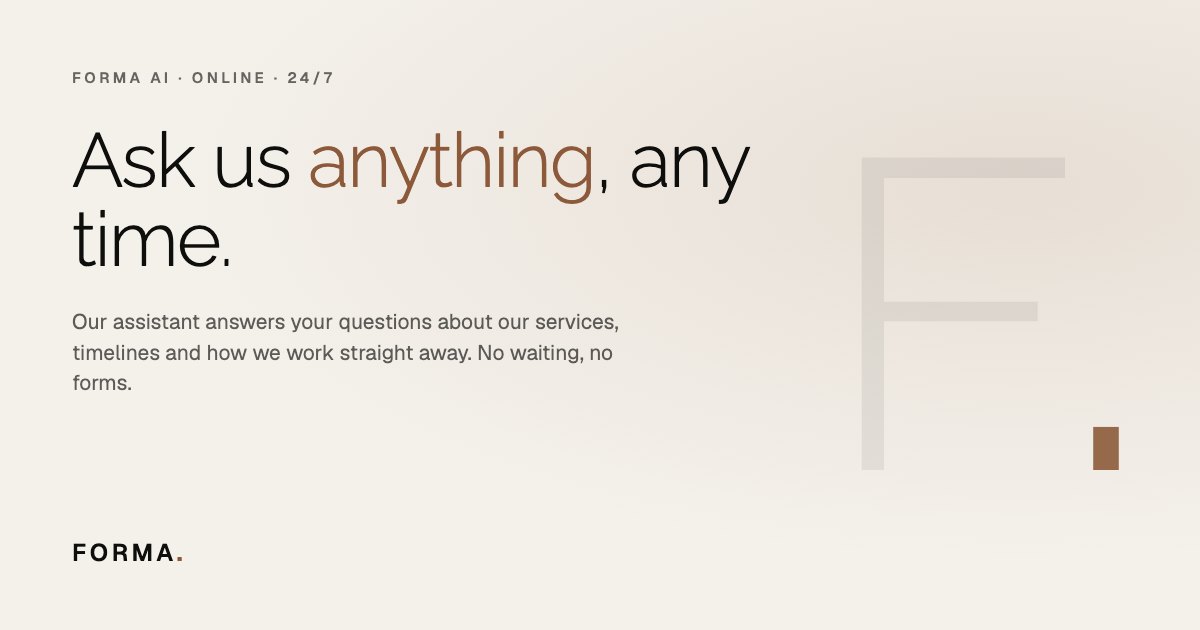 FORMA AI · ONLINE · 24/7
Ask us anything, any
time.
Our assistant answers your questions about our services,
timelines and how we work straight away. No waiting, no
forms.
F.
FORMA.